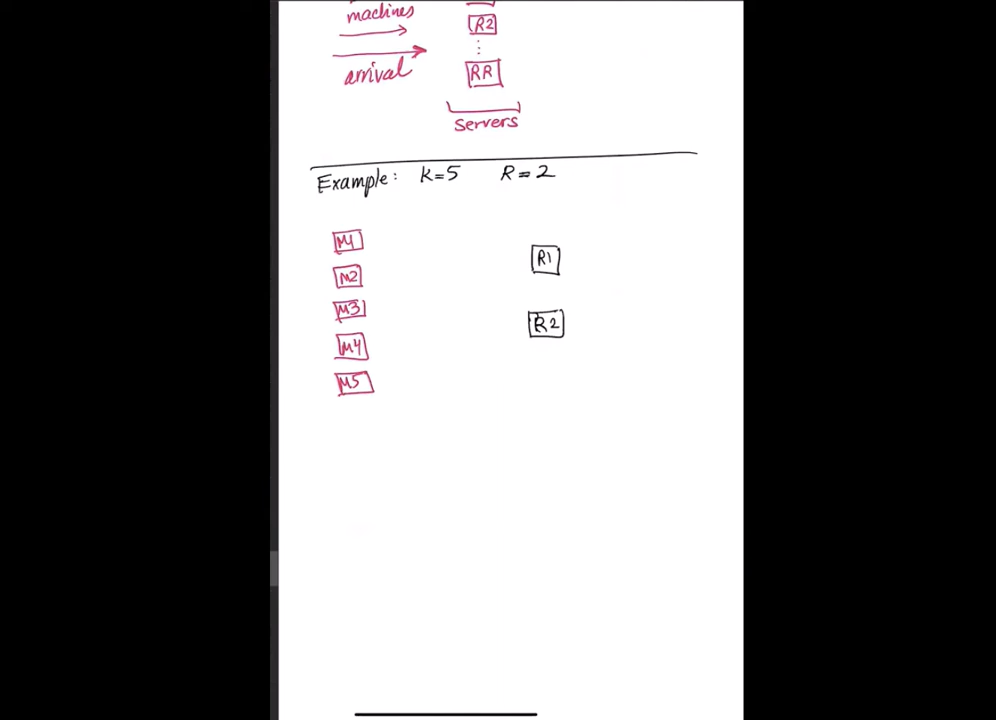 machines
R2
⋮
arrival
RR
servers
Example: K=5 R=2
M1
R1
M2
M3
R2
M4
M5